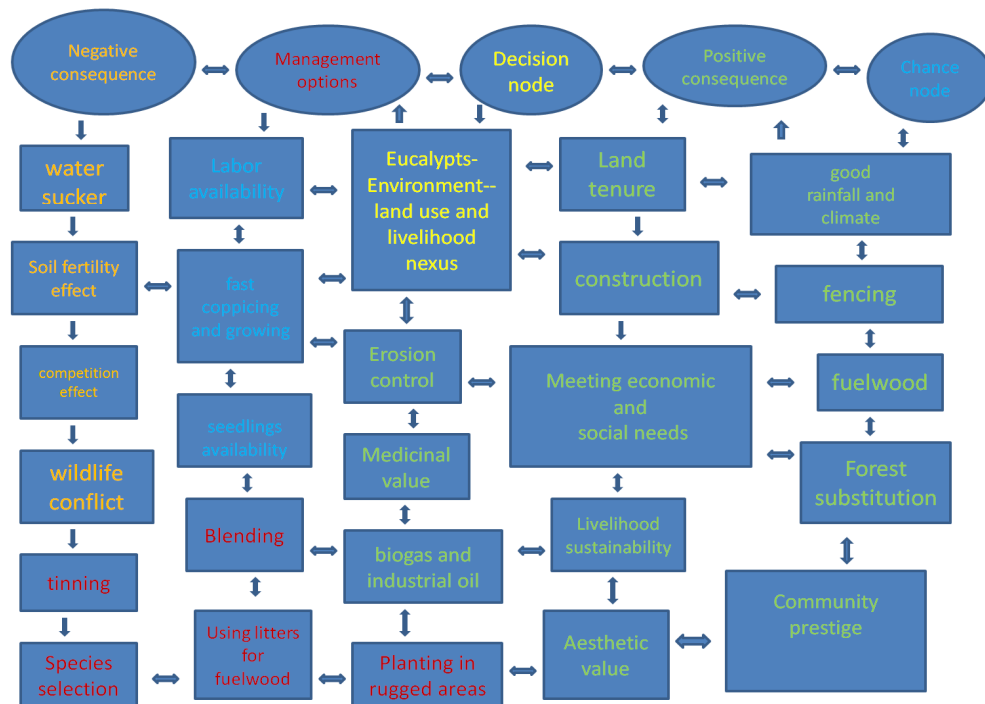 Negative
consequence
Management
options
Decision
node
Positive
consequence
Chance
node
water
sucker
Labor
availability
Eucalypts-
Environment--
land use and
livelihood
nexus
Land
tenure
good
rainfall and
climate
Soil fertility
effect
fast
coppicing
and growing
construction
fencing
competition
effect
Erosion
control
Meeting economic
and
social needs
fuelwood
seedlings
availability
wildlife
conflict
Medicinal
value
Forest
substitution
Blending
biogas and
industrial oil
Livelihood
sustainability
tinning
Community
prestige
Species
selection
Using litters
for
fuelwood
Planting in
rugged areas
Aesthetic
value